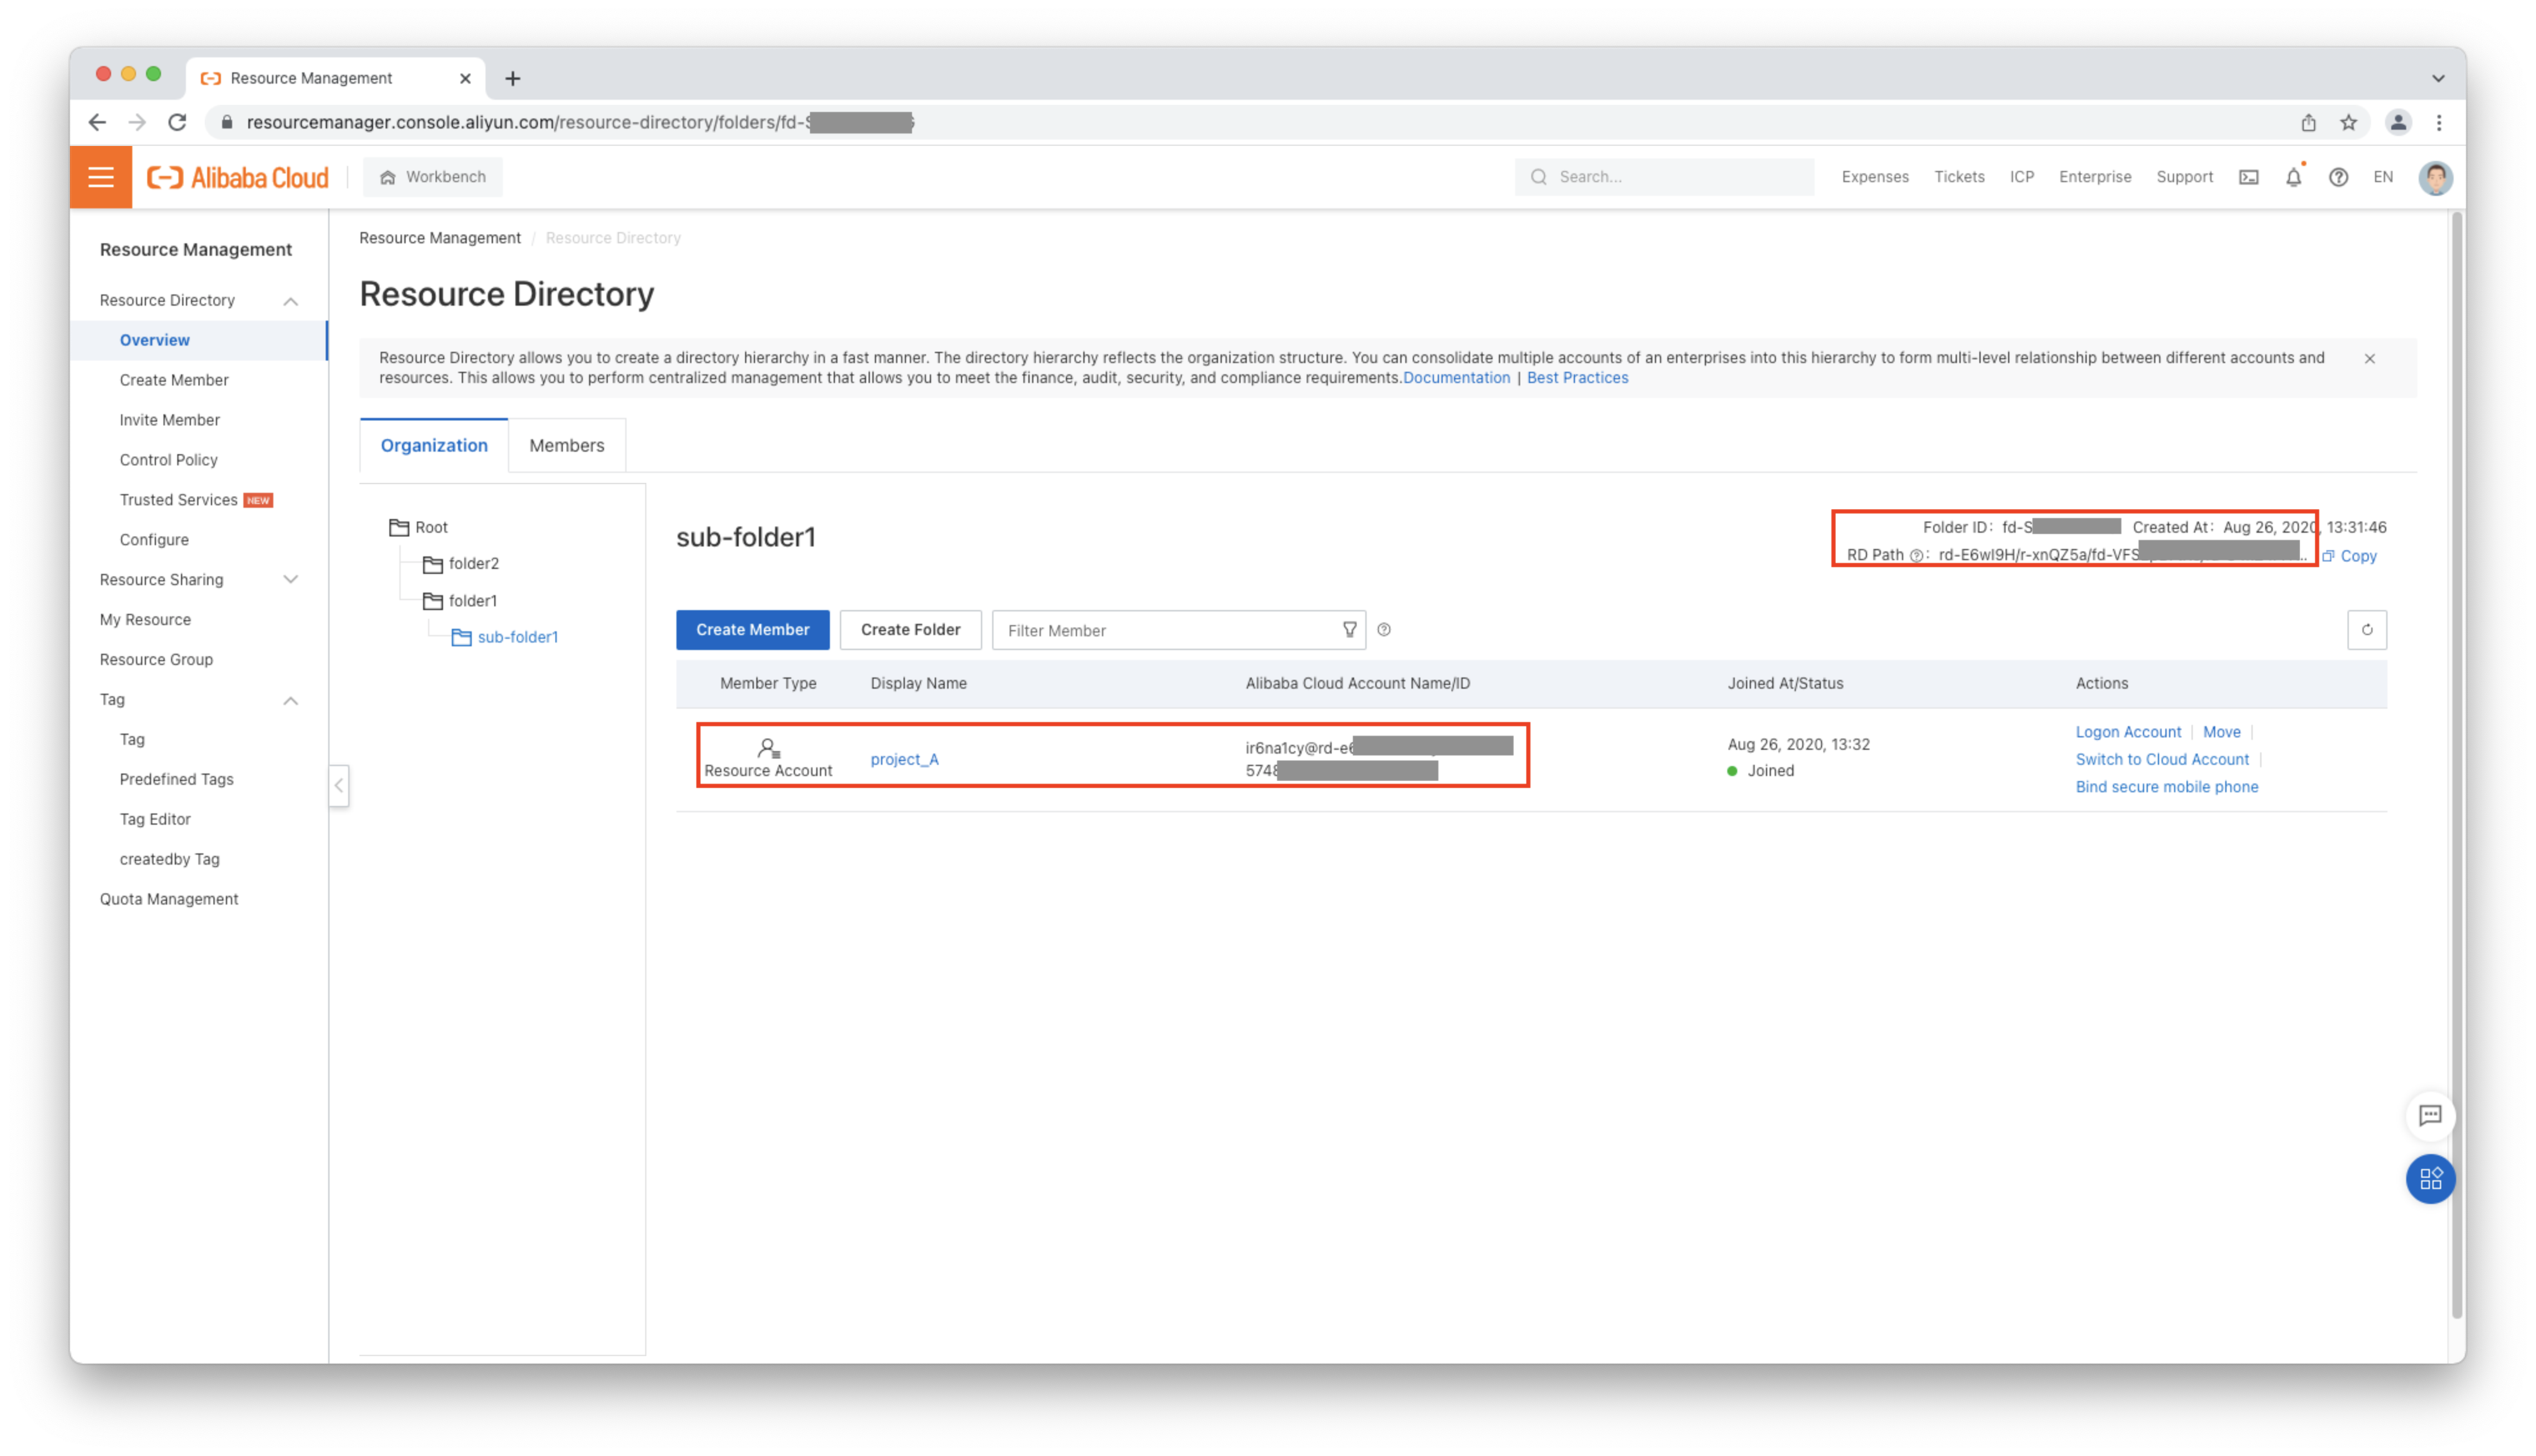 Resource Management
resourcemanager.console.aliyun.com/resource-directory/folders/fd-
Alibaba Cloud
Workbench
Search...
Expenses
Tickets
ICP
Enterprise
Support
EN
Resource Management
Resource Directory
Overview
Create Member
Invite Member
Control Policy
Trusted Services NEW
Configure
Resource Sharing
My Resource
Resource Group
Tag
Tag
Predefined Tags
Tag Editor
createdby Tag
Quota Management
Resource Management / Resource Directory
Resource Directory
Resource Directory allows you to create a directory hierarchy in a fast manner. The directory hierarchy reflects the organization structure. You can consolidate multiple accounts of an enterprises into this hierarchy to form multi-level relationship between different accounts and
resources. This allows you to perform centralized management that allows you to meet the finance, audit, security, and compliance requirements.Documentation | Best Practices
Organization
Members
Root
folder2
folder1
sub-folder1
sub-folder1
Folder ID: fd-S Created At: Aug 26, 2020, 13:31:46
RD Path : rd-E6wI9H/r-xnQZ5a/fd-VFS .. Copy
Create Member
Create Folder
Filter Member
Member Type
Display Name
Alibaba Cloud Account Name/ID
Joined At/Status
Actions
Resource Account
project_A
ir6na1cy@rd-e6
5748
Aug 26, 2020, 13:32
Joined
Logon Account | Move |
Switch to Cloud Account |
Bind secure mobile phone